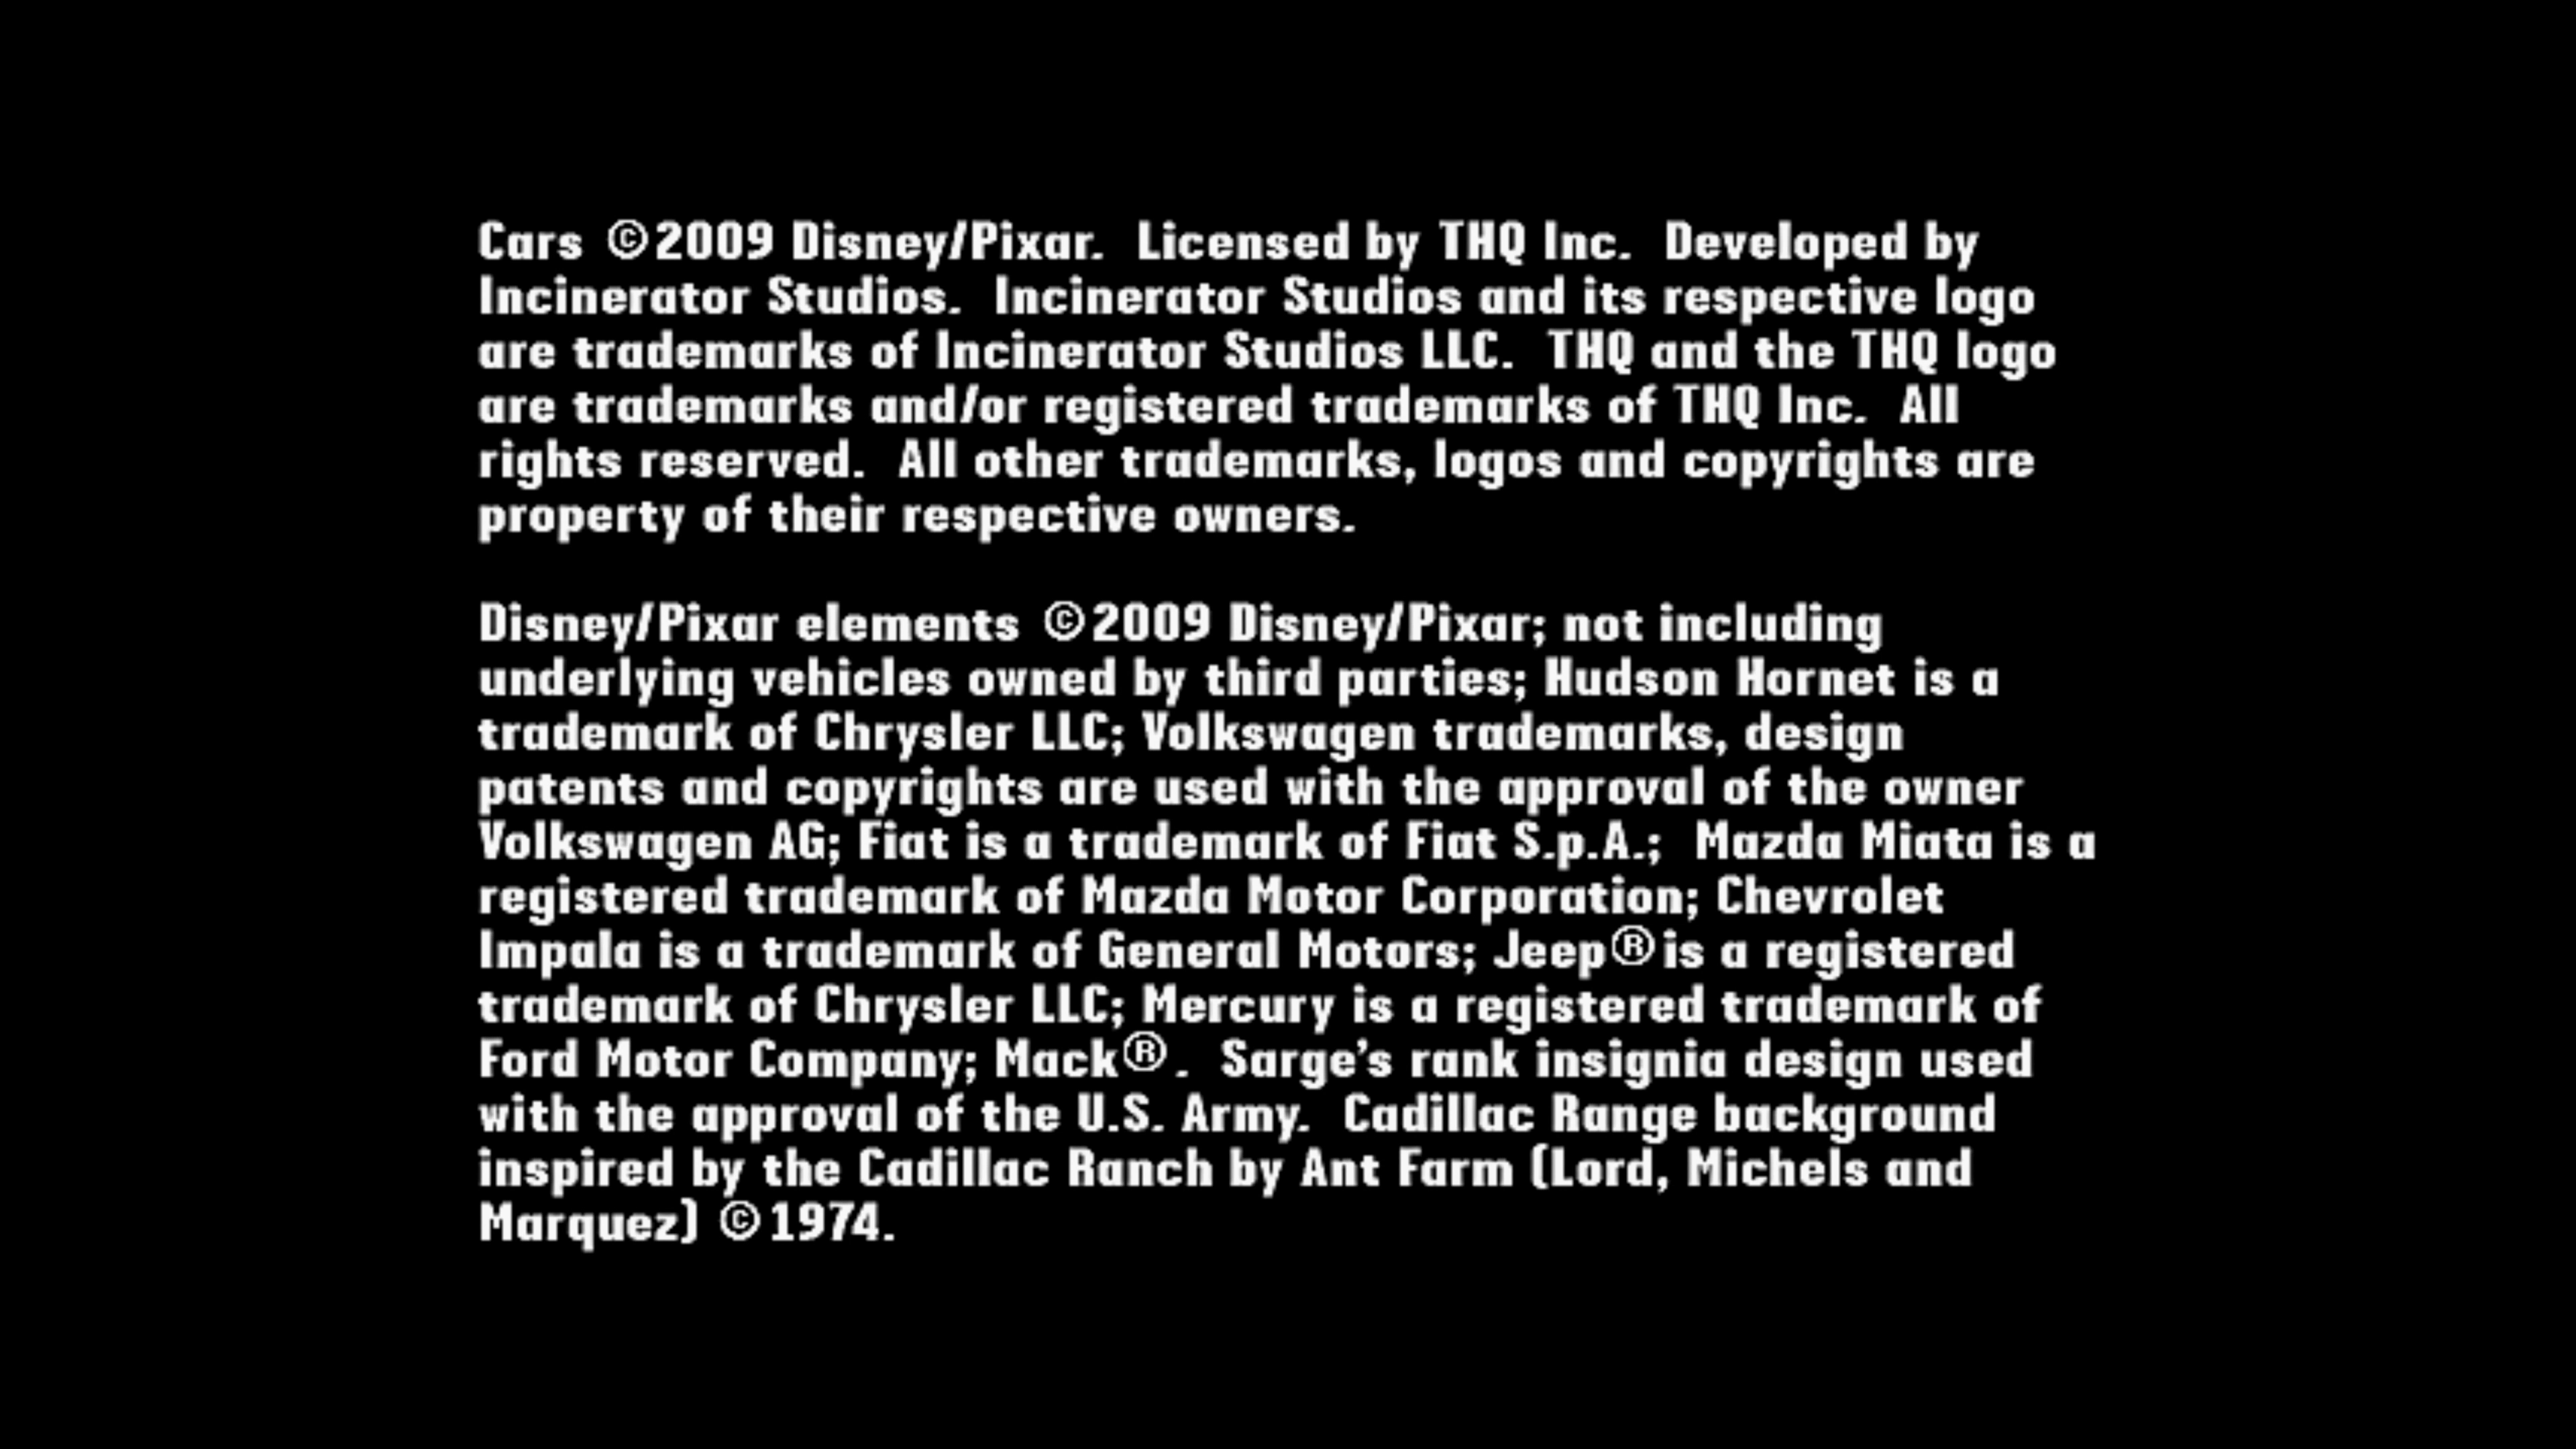 Cars ©2009 Disney/Pixar.  Licensed by THQ Inc.  Developed by
Incinerator Studios.  Incinerator Studios and its respective logo
are trademarks of Incinerator Studios LLC.  THQ and the THQ logo
are trademarks and/or registered trademarks of THQ Inc.  All
rights reserved.  All other trademarks, logos and copyrights are
property of their respective owners.

Disney/Pixar elements ©2009 Disney/Pixar; not including
underlying vehicles owned by third parties; Hudson Hornet is a
trademark of Chrysler LLC; Volkswagen trademarks, design
patents and copyrights are used with the approval of the owner
Volkswagen AG; Fiat is a trademark of Fiat S.p.A.;  Mazda Miata is a
registered trademark of Mazda Motor Corporation; Chevrolet
Impala is a trademark of General Motors; Jeep® is a registered
trademark of Chrysler LLC; Mercury is a registered trademark of
Ford Motor Company; Mack®.  Sarge’s rank insignia design used
with the approval of the U.S. Army.  Cadillac Range background
inspired by the Cadillac Ranch by Ant Farm (Lord, Michels and
Marquez) ©1974.